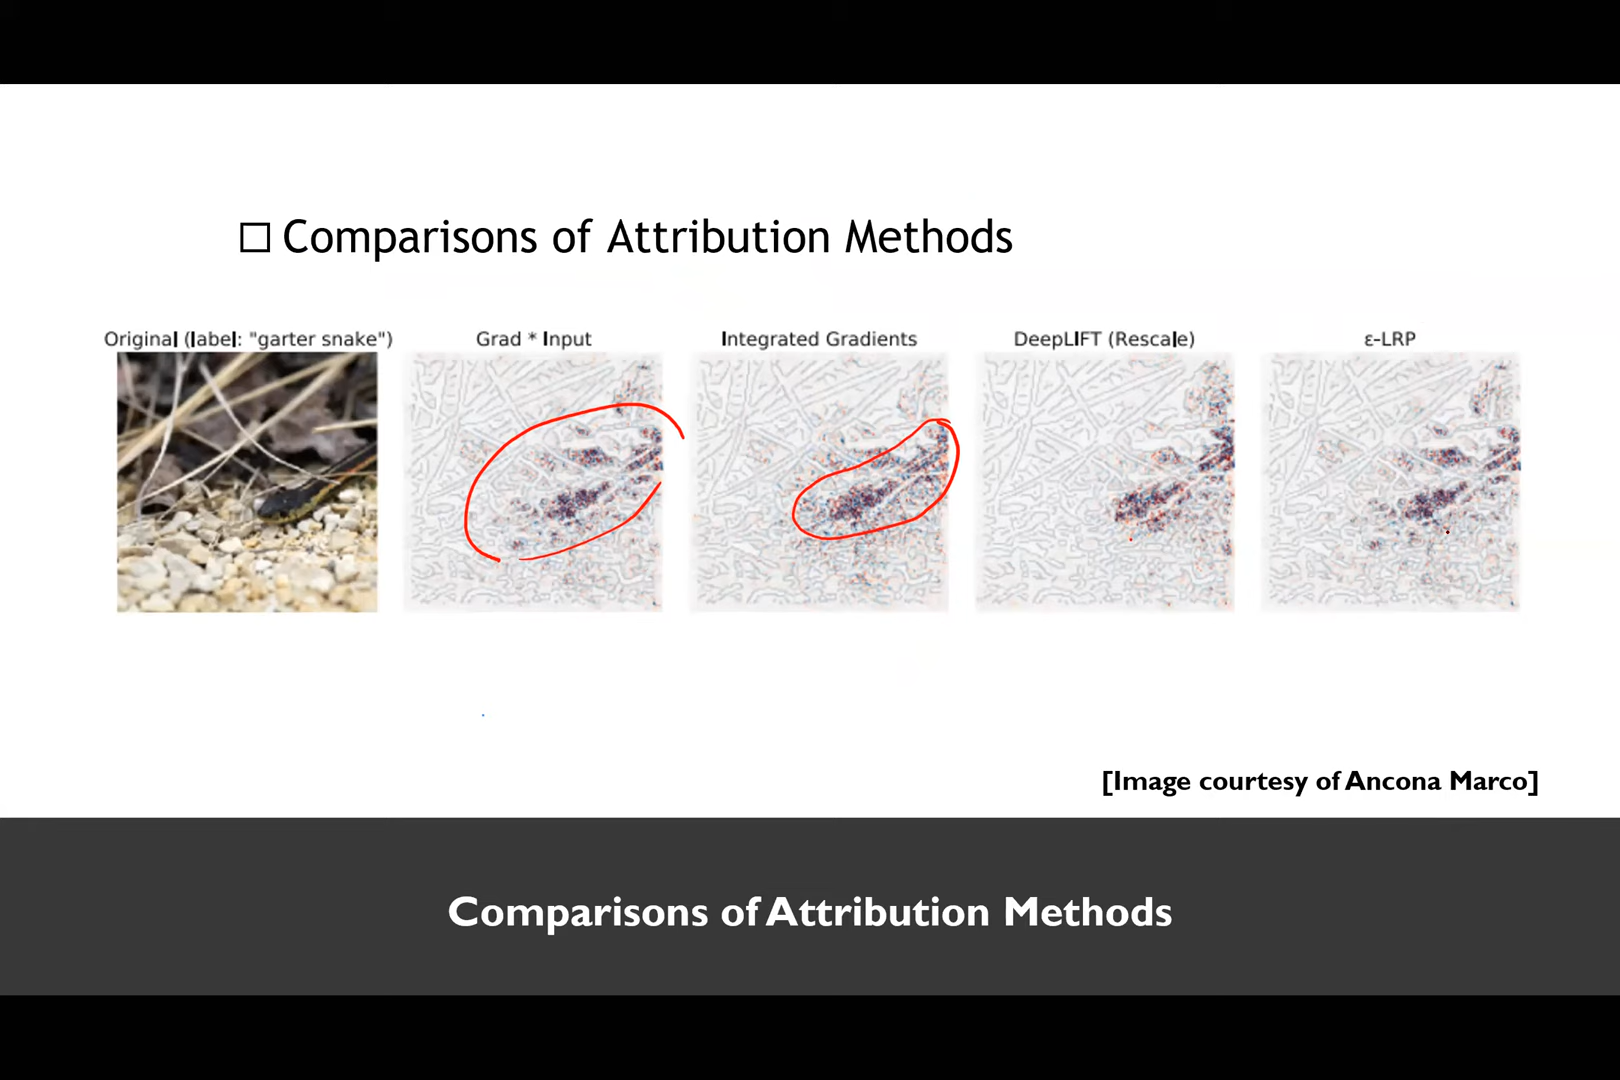 Comparisons of Attribution Methods
Original (label: "garter snake")
Grad * Input
Integrated Gradients
DeepLIFT (Rescale)
ε-LRP
[Image courtesy of Ancona Marco]
Comparisons of Attribution Methods